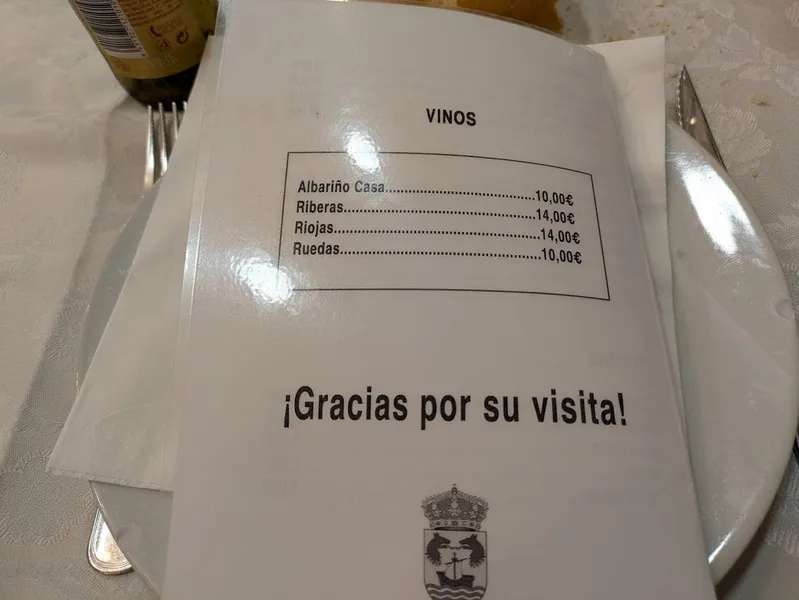 VINOS
Albariño Casa......................................10,00€
Riberas................................................14,00€
Riojas....................................................14,00€
Ruedas..................................................10,00€
¡Gracias por su visita!